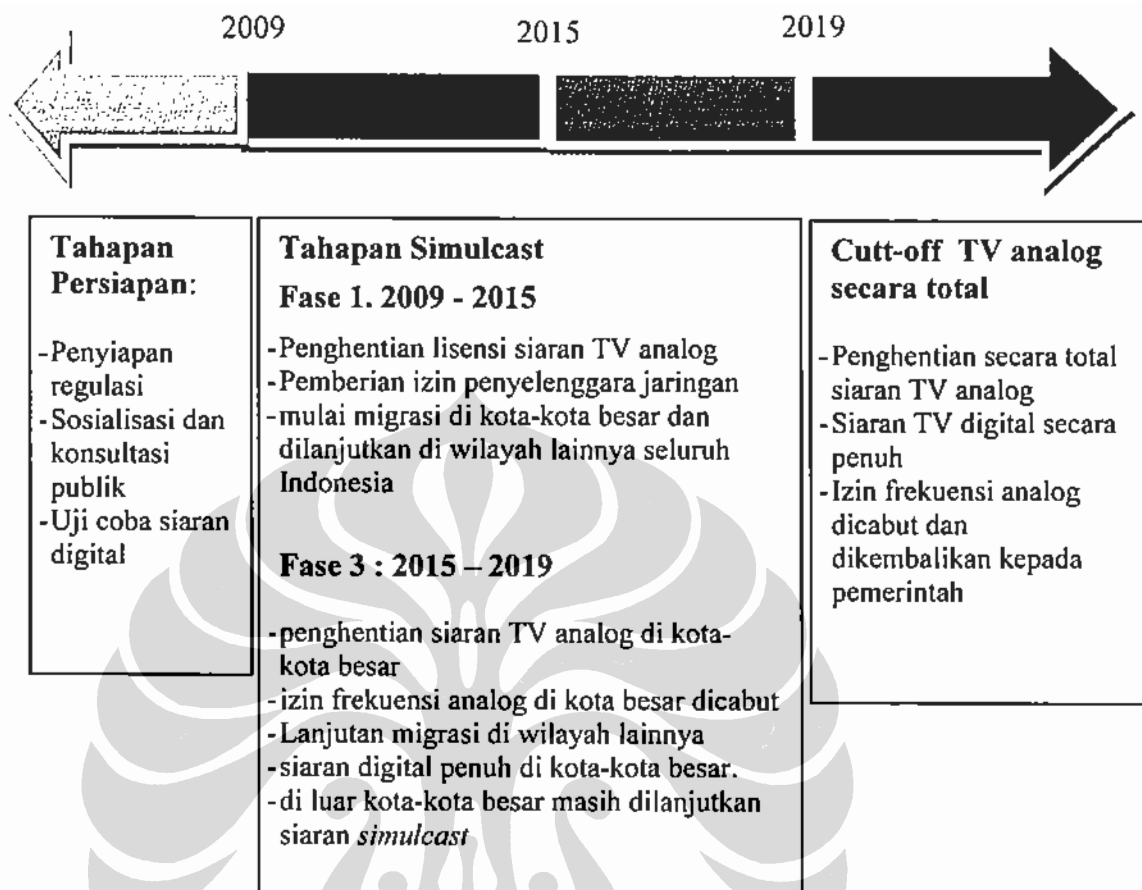 2009 2015 2019
Tahapan
Persiapan:
-Penyiapan
regulasi
-Sosialisasi dan
konsultasi
publik
-Uji coba siaran
digital
Tahapan Simulcast
Fase 1. 2009 - 2015
-Penghentian lisensi siaran TV analog
-Pemberian izin penyelenggara jaringan
-mulai migrasi di kota-kota besar dan
dilanjutkan di wilayah lainnya seluruh
Indonesia
Fase 3 : 2015 – 2019
-penghentian siaran TV analog di kota-
kota besar
-izin frekuensi analog di kota besar dicabut
-Lanjutan migrasi di wilayah lainnya
-siaran digital penuh di kota-kota besar.
-di luar kota-kota besar masih dilanjutkan
siaran simulcast
Cutt-off TV analog
secara total
-Penghentian secara total
siaran TV analog
-Siaran TV digital secara
penuh
-Izin frekuensi analog
dicabut dan
dikembalikan kepada
pemerintah